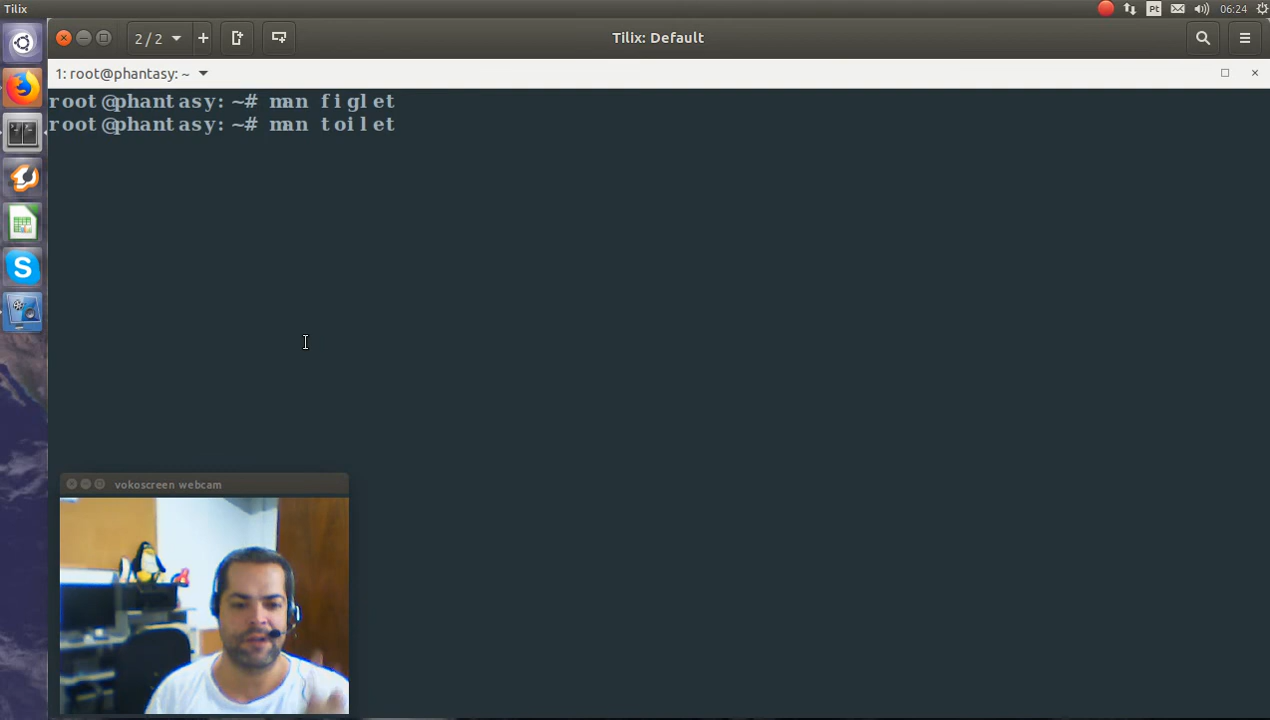 Tilix
Pt
06:24
2 / 2
Tilix: Default
1: root@phantasy: ~
root@phantasy: ~# man figlet
root@phantasy: ~# man toilet
vokoscreen webcam
S